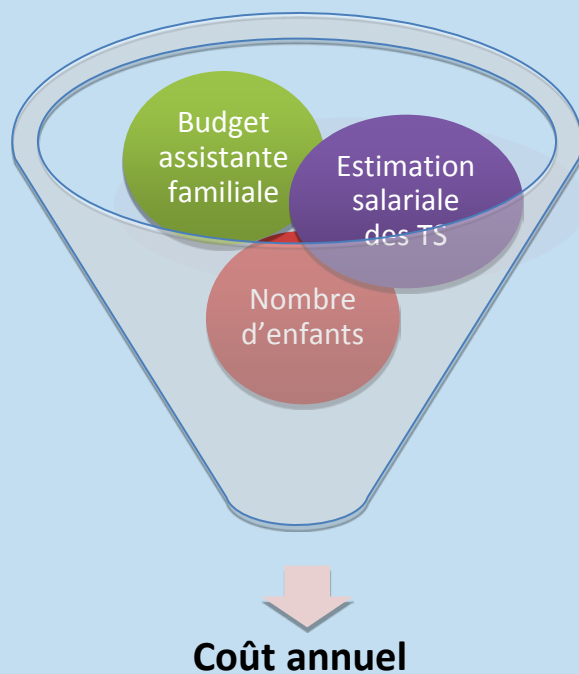 Budget
assistante
familiale
Estimation
salariale
des TS
Nombre
d’enfants
Coût annuel